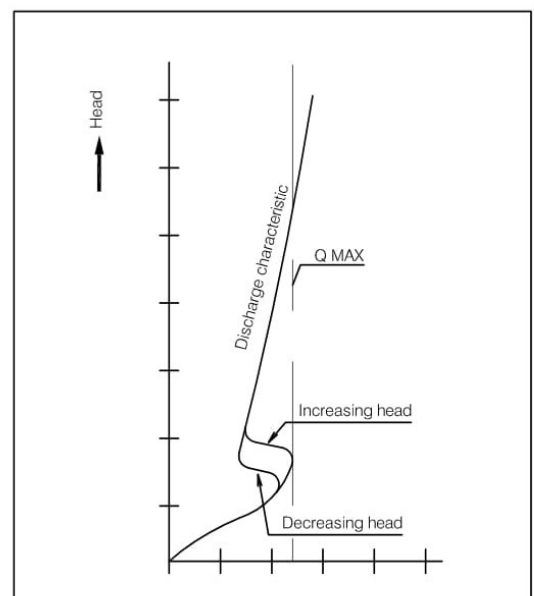 Head
Discharge characteristic
Q MAX
Increasing head
Decreasing head